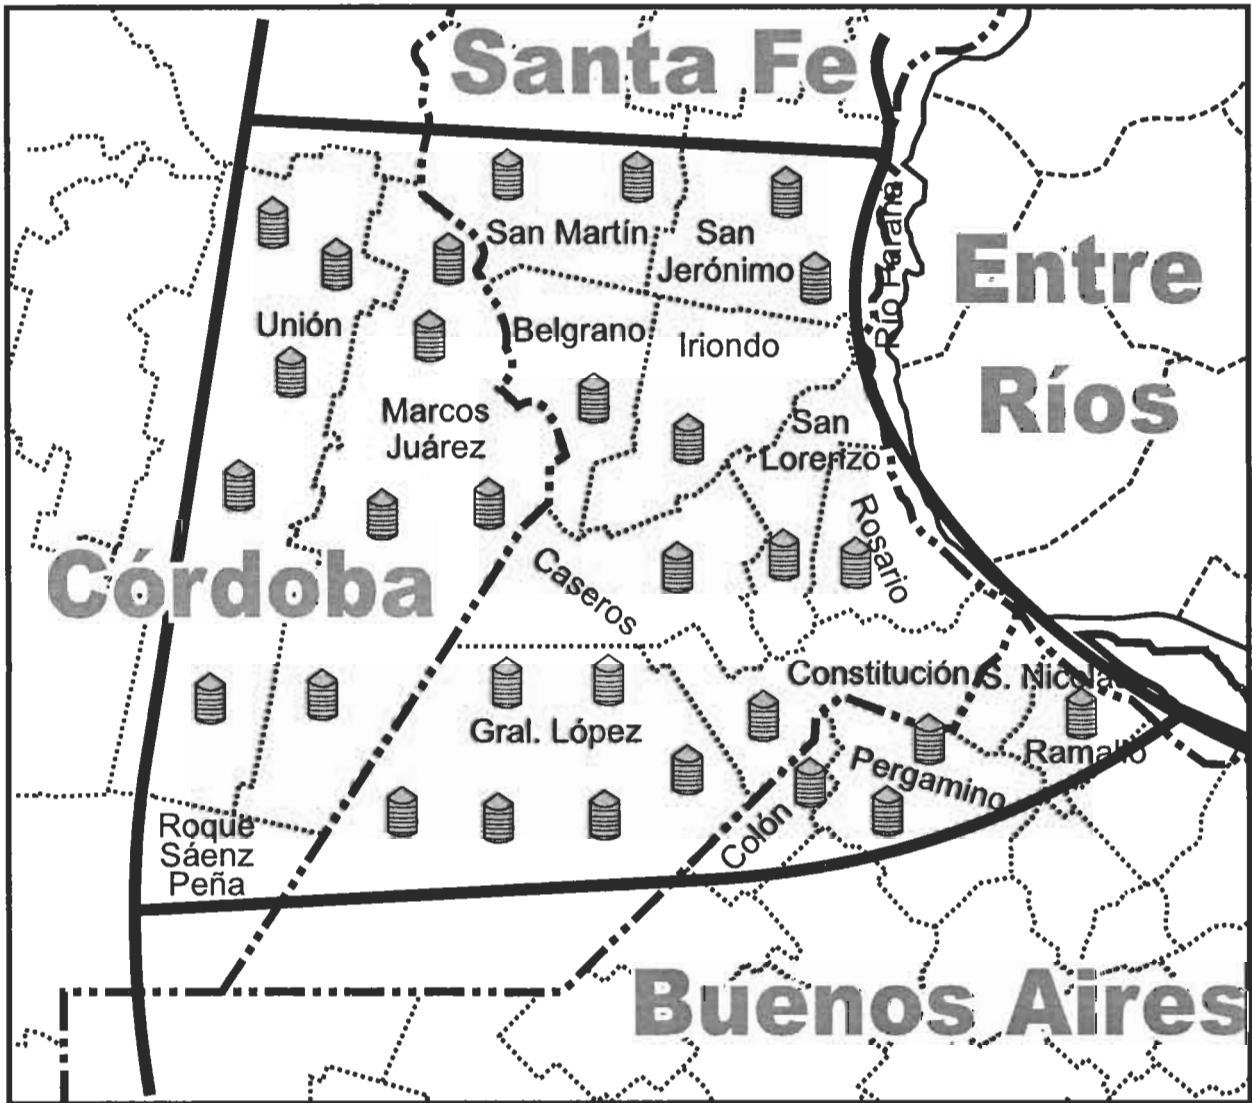 Santa Fe
Río Paraná
San Martín
San
Jerónimo
Entre
Ríos
Unión
Belgrano
Iriondo
Marcos
Juárez
San
Lorenzo
Rosario
Córdoba
Caseros
Constitución
S. Nicolás
Gral. López
Pergamino
Ramallo
Colón
Roque
Sáenz
Peña
Buenos Aires